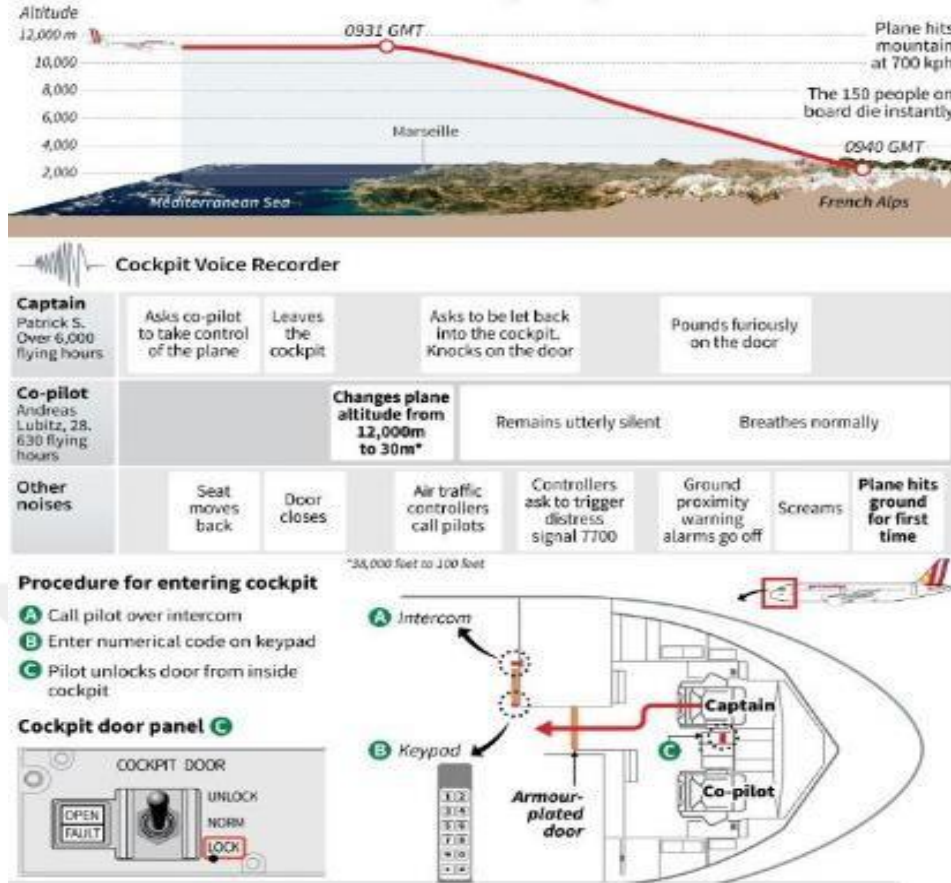 Altitude
12,000 m
0931 GMT
Plane hits
mountain
at 700 kph
10,000
8,000
The 150 people on
board die instantly
6,000
Marseille
4,000
0940 GMT
2,000
Mediterranean Sea
French Alps
Cockpit Voice Recorder
Captain
Patrick S.
Over 6,000
flying hours
Asks co-pilot
to take control
of the plane
Leaves
the
cockpit
Asks to be let back
into the cockpit.
Knocks on the door
Pounds furiously
on the door
Co-pilot
Andreas
Lubitz, 28.
630 flying
hours
Changes plane
altitude from
12,000m
to 30m*
Remains utterly silent
Breathes normally
Other
noises
Seat
moves
back
Door
closes
Air traffic
controllers
call pilots
Controllers
ask to trigger
distress
signal 7700
Ground
proximity
warning
alarms go off
Screams
Plane hits
ground
for first
time
*38,000 feet to 100 feet
Procedure for entering cockpit
A Call pilot over intercom
B Enter numerical code on keypad
C Pilot unlocks door from inside
cockpit
Cockpit door panel C
COCKPIT DOOR
UNLOCK
NORM
LOCK
OPEN
FAULT
A Intercom
B Keypad
1 2
3 4
5 6
7 8
Armour-
plated
door
Captain
C
Co-pilot